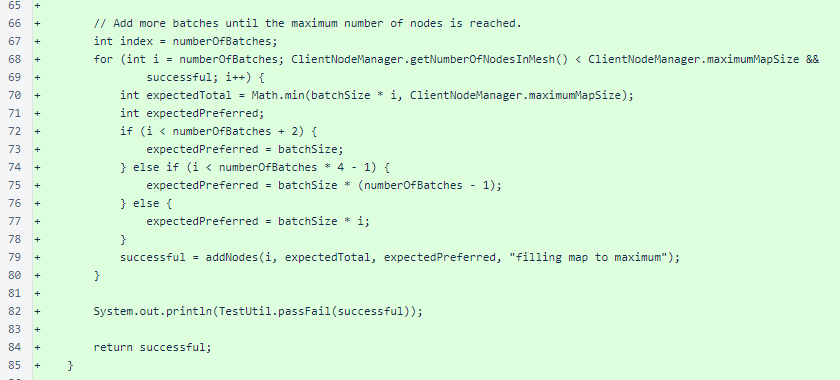 65 +
66 + // Add more batches until the maximum number of nodes is reached.
67 + int index = numberOfBatches;
68 + for (int i = numberOfBatches; ClientNodeManager.getNumberOfNodesInMesh() < ClientNodeManager.maximumMapSize &&
69 + successful; i++) {
70 + int expectedTotal = Math.min(batchSize * i, ClientNodeManager.maximumMapSize);
71 + int expectedPreferred;
72 + if (i < numberOfBatches + 2) {
73 + expectedPreferred = batchSize;
74 + } else if (i < numberOfBatches * 4 - 1) {
75 + expectedPreferred = batchSize * (numberOfBatches - 1);
76 + } else {
77 + expectedPreferred = batchSize * i;
78 + }
79 + successful = addNodes(i, expectedTotal, expectedPreferred, "filling map to maximum");
80 + }
81 +
82 + System.out.println(TestUtil.passFail(successful));
83 +
84 + return successful;
85 + }